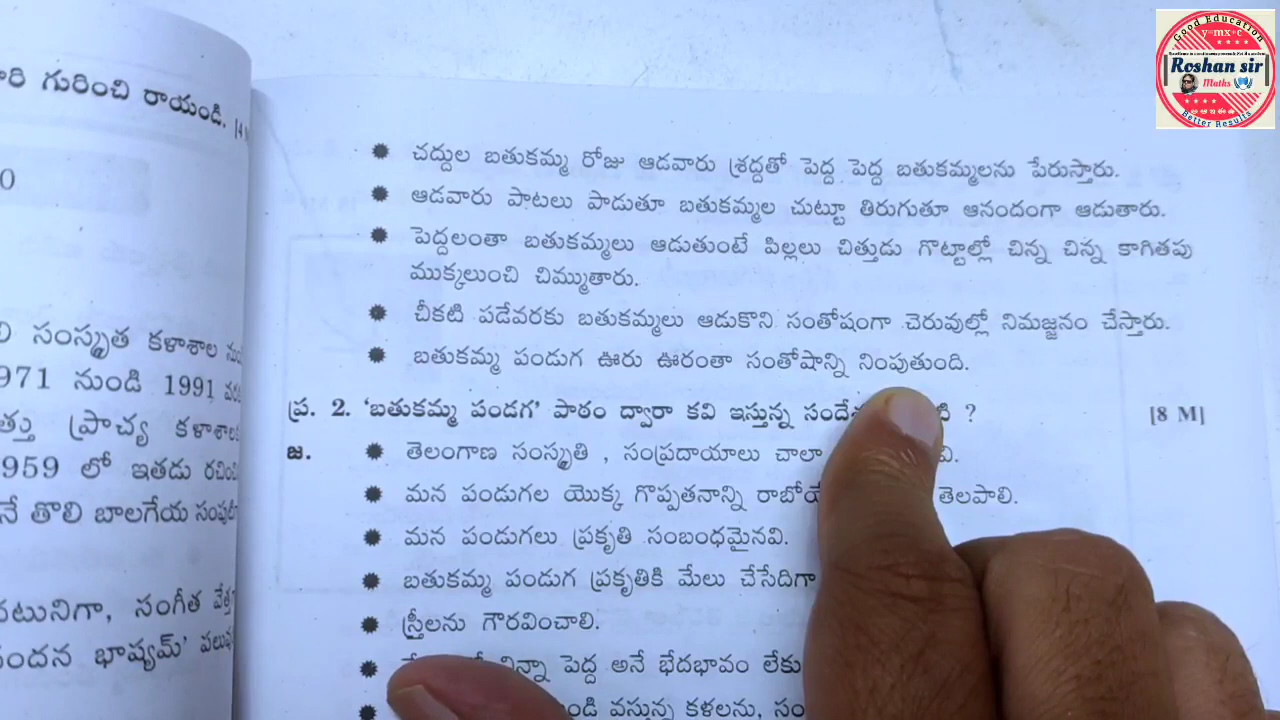 గురించి రాయండి.
0
సంస్కృత కళాశాల
971 నుండి 1991
ప్రాచ్య కళాశాల
959 లో ఇతడు
తొలి బాలగేయ
సంగీత
భాష్యమ్'
Good Education
y=mx+c
Roshan sir
Maths
Better Results
చద్దుల బతుకమ్మ రోజు ఆడవారు శ్రద్దతో పెద్ద పెద్ద బతుకమ్మలను పేరుస్తారు.
ఆడవారు పాటలు పాడుతూ బతుకమ్మల చుట్టూ తిరుగుతూ ఆనందంగా ఆడుతారు.
పెద్దలంతా బతుకమ్మలు ఆడుతుంటే పిల్లలు చిత్తుడు గొట్టాల్లో చిన్న చిన్న కాగితపు
ముక్కలుంచి చిమ్ముతారు.
చీకటి పడేవరకు బతుకమ్మలు ఆడుకొని సంతోషంగా చెరువుల్లో నిమజ్జనం చేస్తారు.
బతుకమ్మ పండుగ ఊరు ఊరంతా సంతోషాన్ని నింపుతుంది.
ప్ర. 2. 'బతుకమ్మ పండగ' పాఠం ద్వారా కవి ఇస్తున్న ? [8 M]
జ. తెలంగాణ సంస్కృతి , సంప్రదాయాలు చాలా
మన పండుగల యొక్క గొప్పతనాన్ని తెలపాలి.
మన పండుగలు ప్రకృతి సంబంధమైనవి.
బతుకమ్మ పండుగ ప్రకృతికి మేలు చేసేదిగా
స్త్రీలను గౌరవించాలి.
చిన్నా పెద్ద అనే భేదభావం
వస్తున్న కళలను,